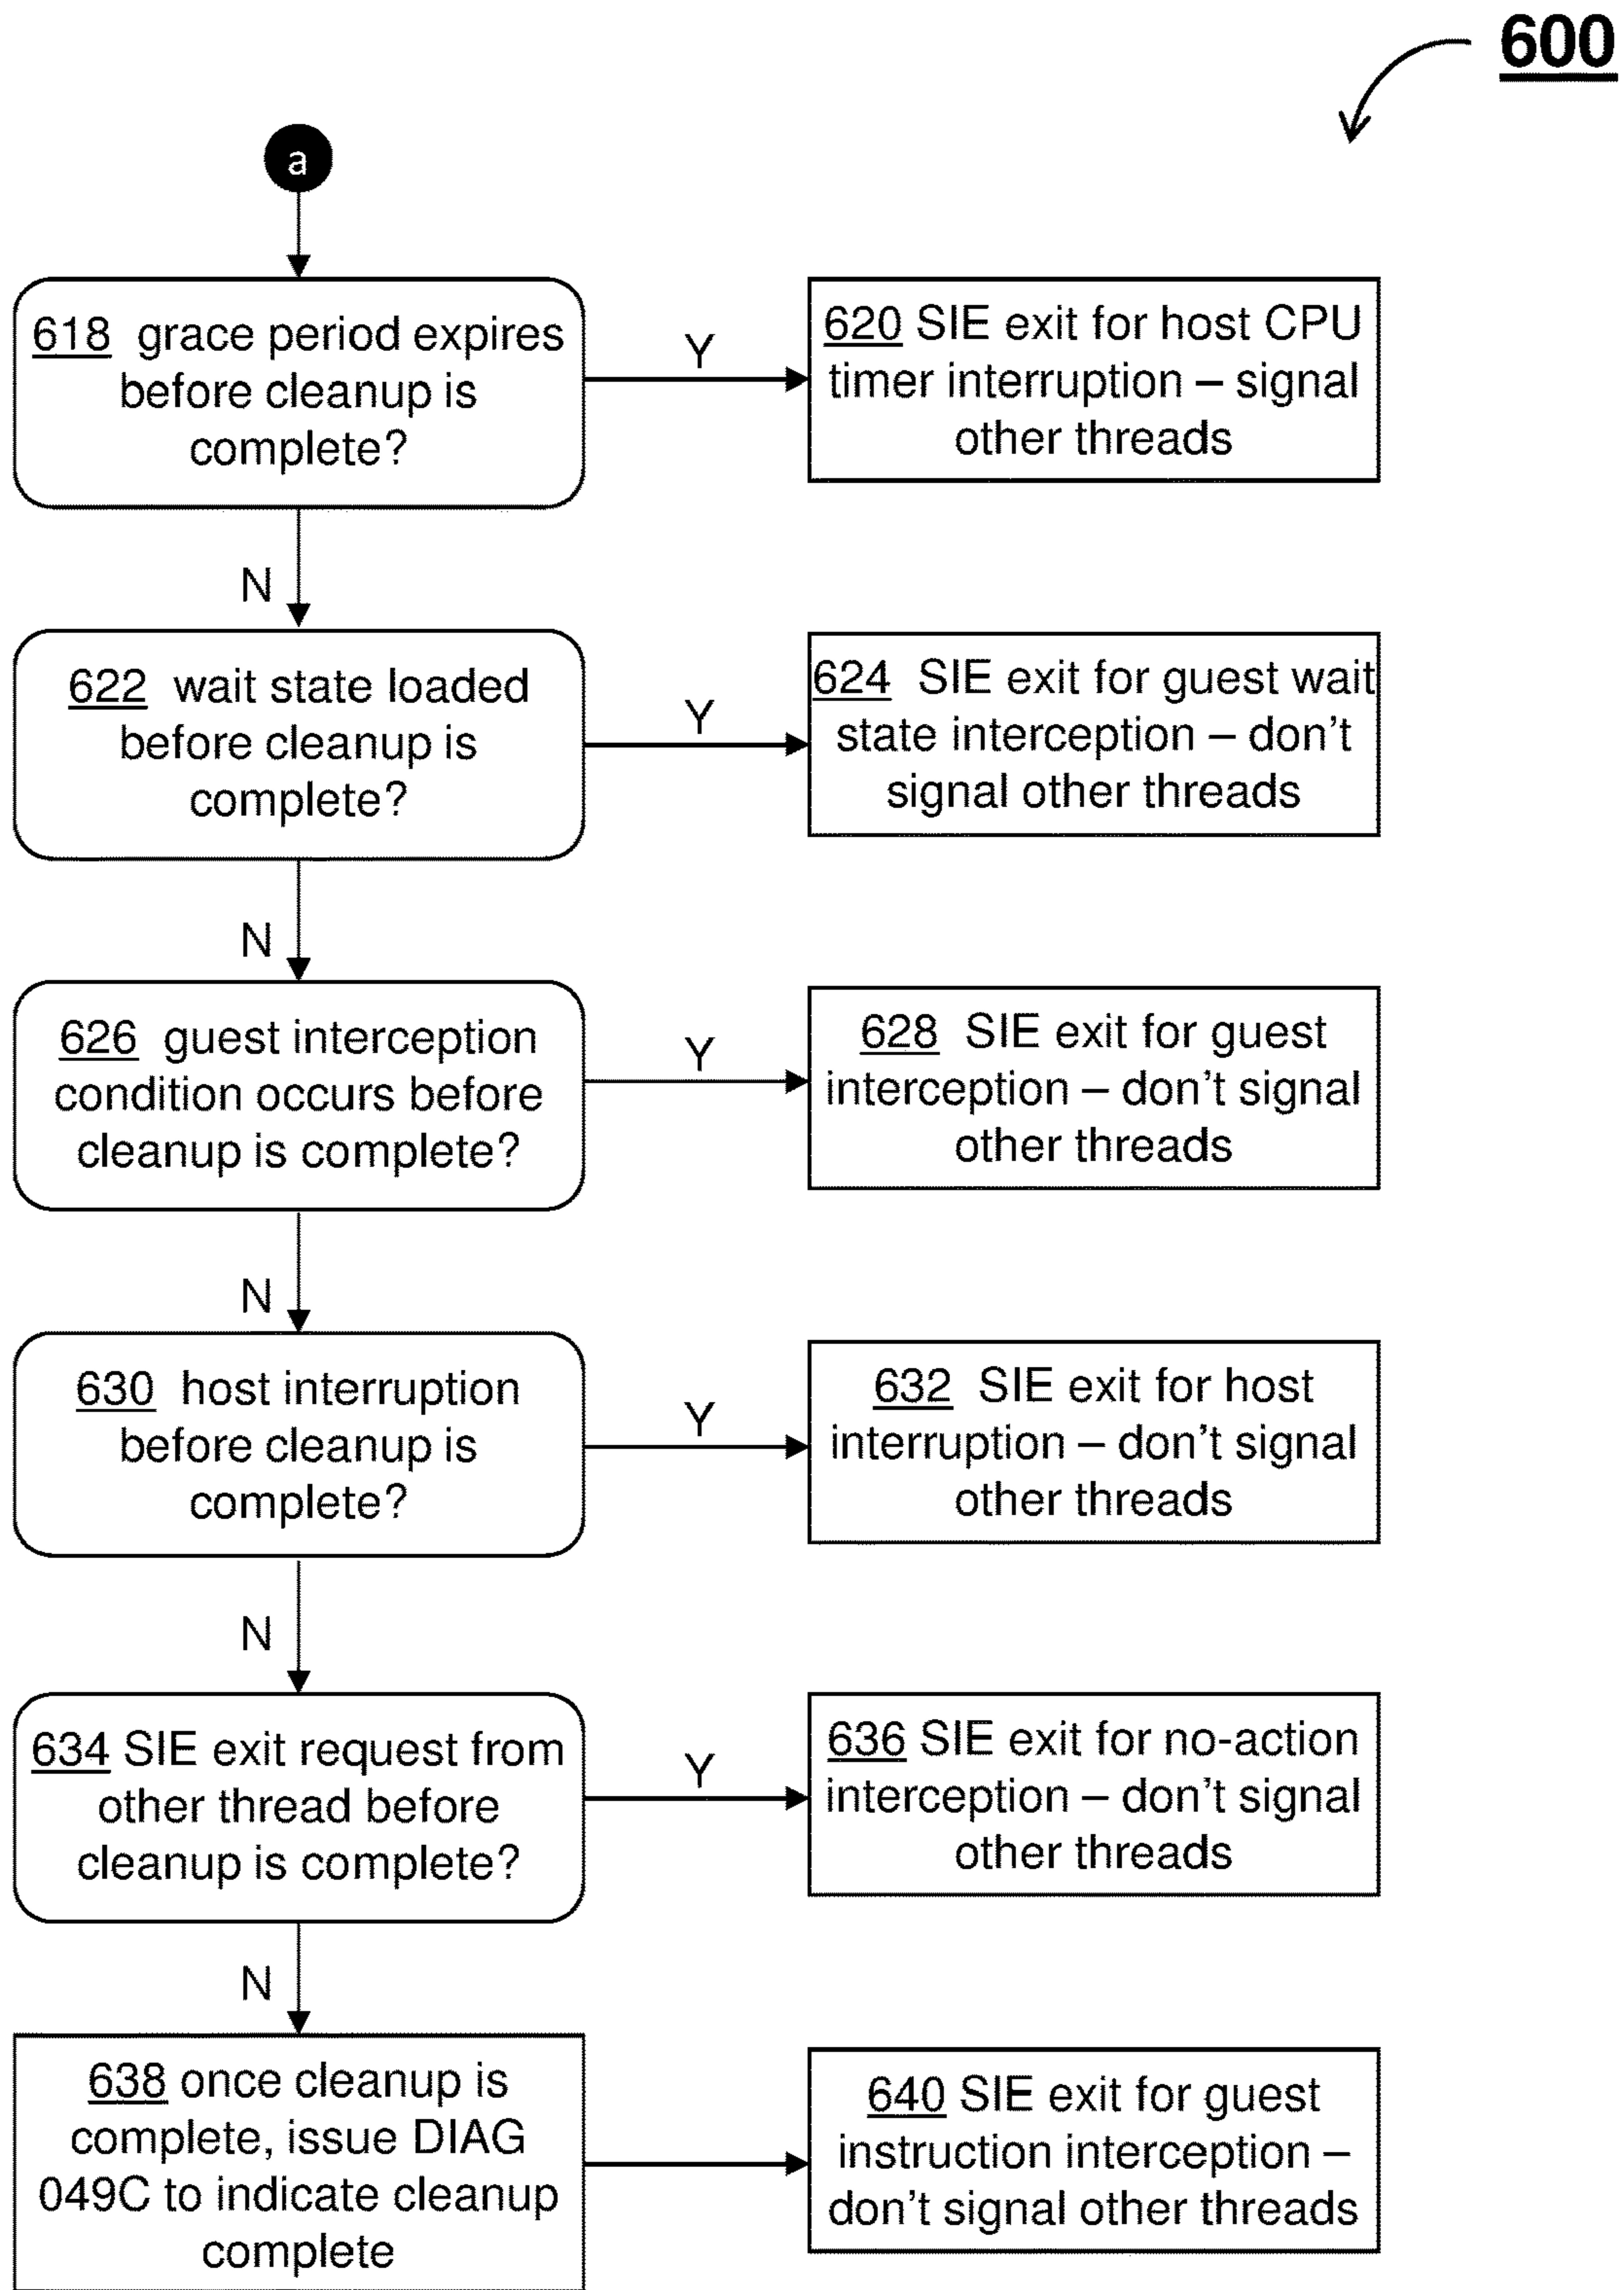 600
a
618 grace period expires
before cleanup is
complete?
Y
620 SIE exit for host CPU
timer interruption – signal
other threads
N
622 wait state loaded
before cleanup is
complete?
Y
624 SIE exit for guest wait
state interception – don't
signal other threads
N
626 guest interception
condition occurs before
cleanup is complete?
Y
628 SIE exit for guest
interception – don't signal
other threads
N
630 host interruption
before cleanup is
complete?
Y
632 SIE exit for host
interruption – don't signal
other threads
N
634 SIE exit request from
other thread before
cleanup is complete?
Y
636 SIE exit for no-action
interception – don't signal
other threads
N
638 once cleanup is
complete, issue DIAG
049C to indicate cleanup
complete
640 SIE exit for guest
instruction interception –
don't signal other threads